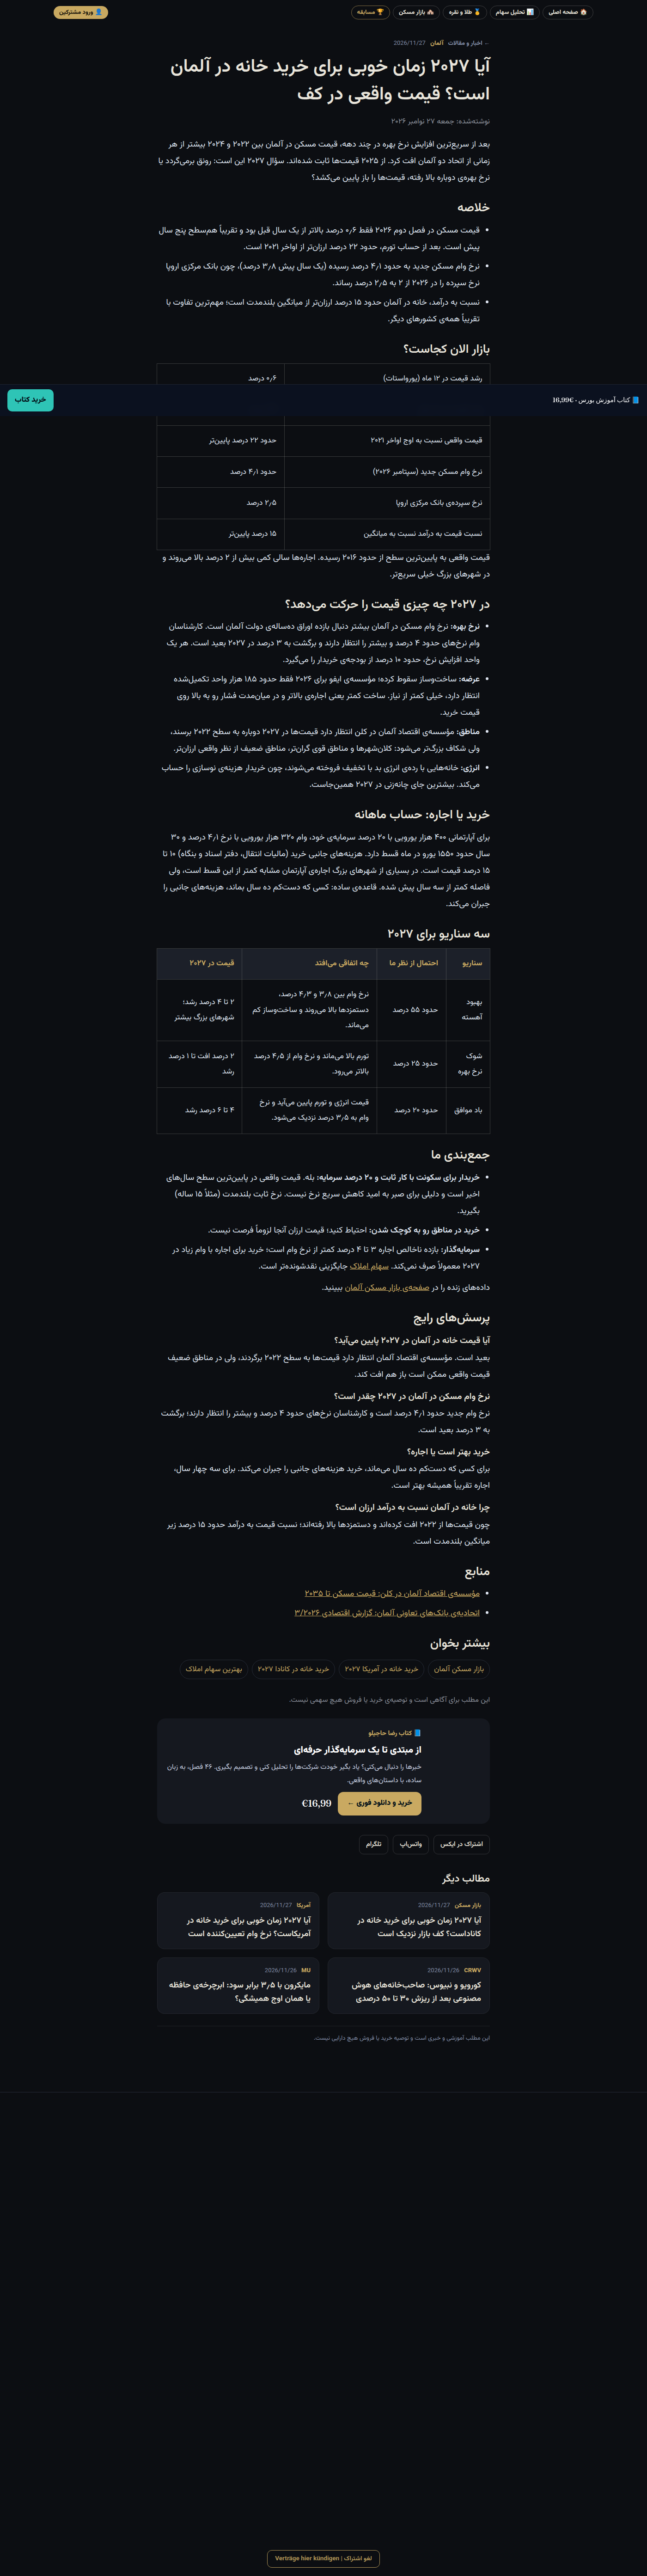 🏠 صفحه اصلی
📊 تحلیل سهام
🥇 طلا و نقره
🏘️ بازار مسکن
🏆 مسابقه
👤 ورود مشترکین
← اخبار و مقالات آلمان 2026/11/27
آیا ۲۰۲۷ زمان خوبی برای خرید خانه در آلمان
است؟ قیمت واقعی در کف
نوشته‌شده: جمعه ۲۷ نوامبر ۲۰۲۶
بعد از سریع‌ترین افزایش نرخ بهره در چند دهه، قیمت مسکن در آلمان بین ۲۰۲۲ و ۲۰۲۴ بیشتر از هر
زمانی از اتحاد دو آلمان افت کرد. از ۲۰۲۵ قیمت‌ها ثابت شده‌اند. سؤال ۲۰۲۷ این است: رونق برمی‌گردد یا
نرخ بهره‌ی دوباره بالا رفته، قیمت‌ها را باز پایین می‌کشد؟
خلاصه
• قیمت مسکن در فصل دوم ۲۰۲۶ فقط ۰٫۶ درصد بالاتر از یک سال قبل بود و تقریباً هم‌سطح پنج سال
پیش است. بعد از حساب تورم، حدود ۲۲ درصد ارزان‌تر از اواخر ۲۰۲۱ است.
• نرخ وام مسکن جدید به حدود ۴٫۱ درصد رسیده (یک سال پیش ۳٫۸ درصد)، چون بانک مرکزی اروپا
نرخ سپرده را در ۲۰۲۶ از ۲ به ۲٫۵ درصد رساند.
• نسبت به درآمد، خانه در آلمان حدود ۱۵ درصد ارزان‌تر از میانگین بلندمدت است؛ مهم‌ترین تفاوت با
تقریباً همه‌ی کشورهای دیگر.
بازار الان کجاست؟
رشد قیمت در ۱۲ ماه (یورواستات) ۰٫۶ درصد
📘 کتاب آموزش بورس · 16,99€
خرید کتاب
قیمت واقعی نسبت به اوج اواخر ۲۰۲۱ حدود ۲۲ درصد پایین‌تر
نرخ وام مسکن جدید (سپتامبر ۲۰۲۶) حدود ۴٫۱ درصد
نرخ سپرده‌ی بانک مرکزی اروپا ۲٫۵ درصد
نسبت قیمت به درآمد نسبت به میانگین ۱۵ درصد پایین‌تر
قیمت واقعی به پایین‌ترین سطح از حدود ۲۰۱۶ رسیده. اجاره‌ها سالی کمی بیش از ۲ درصد بالا می‌روند و
در شهرهای بزرگ خیلی سریع‌تر.
در ۲۰۲۷ چه چیزی قیمت را حرکت می‌دهد؟
• نرخ بهره: نرخ وام مسکن در آلمان بیشتر دنبال بازده اوراق ده‌ساله‌ی دولت آلمان است. کارشناسان
وام نرخ‌های حدود ۴ درصد و بیشتر را انتظار دارند و برگشت به ۳ درصد در ۲۰۲۷ بعید است. هر یک
واحد افزایش نرخ، حدود ۱۰ درصد از بودجه‌ی خریدار را می‌گیرد.
• عرضه: ساخت‌وساز سقوط کرده؛ مؤسسه‌ی ایفو برای ۲۰۲۶ فقط حدود ۱۸۵ هزار واحد تکمیل‌شده
انتظار دارد، خیلی کمتر از نیاز. ساخت کمتر یعنی اجاره‌ی بالاتر و در میان‌مدت فشار رو به بالا روی
قیمت خرید.
• مناطق: مؤسسه‌ی اقتصاد آلمان در کلن انتظار دارد قیمت‌ها در ۲۰۲۷ دوباره به سطح ۲۰۲۲ برسند،
ولی شکاف بزرگ‌تر می‌شود: کلان‌شهرها و مناطق قوی گران‌تر، مناطق ضعیف از نظر واقعی ارزان‌تر.
• انرژی: خانه‌هایی با رده‌ی انرژی بد با تخفیف فروخته می‌شوند، چون خریدار هزینه‌ی نوسازی را حساب
می‌کند. بیشترین جای چانه‌زنی در ۲۰۲۷ همین‌جاست.
خرید یا اجاره: حساب ماهانه
برای آپارتمانی ۴۰۰ هزار یورویی با ۲۰ درصد سرمایه‌ی خود، وام ۳۲۰ هزار یورویی با نرخ ۴٫۱ درصد و ۳۰
سال حدود ۱۵۵۰ یورو در ماه قسط دارد. هزینه‌های جانبی خرید (مالیات انتقال، دفتر اسناد و بنگاه) ۱۰ تا
۱۵ درصد قیمت است. در بسیاری از شهرهای بزرگ اجاره‌ی آپارتمان مشابه کمتر از این قسط است، ولی
فاصله کمتر از سه سال پیش شده. قاعده‌ی ساده: کسی که دست‌کم ده سال بماند، هزینه‌های جانبی را
جبران می‌کند.
سه سناریو برای ۲۰۲۷
سناریو احتمال از نظر ما چه اتفاقی می‌افتد قیمت در ۲۰۲۷
بهبود آهسته حدود ۵۵ درصد نرخ وام بین ۳٫۸ و ۴٫۳ درصد، دستمزدها بالا می‌روند و ساخت‌وساز کم می‌ماند. ۲ تا ۴ درصد رشد؛ شهرهای بزرگ بیشتر
شوک نرخ بهره حدود ۲۵ درصد تورم بالا می‌ماند و نرخ وام از ۴٫۵ درصد بالاتر می‌رود. ۲ درصد افت تا ۱ درصد رشد
باد موافق حدود ۲۰ درصد قیمت انرژی و تورم پایین می‌آید و نرخ وام به ۳٫۵ درصد نزدیک می‌شود. ۴ تا ۶ درصد رشد
جمع‌بندی ما
• خریدار برای سکونت با کار ثابت و ۲۰ درصد سرمایه: بله. قیمت واقعی در پایین‌ترین سطح سال‌های
اخیر است و دلیلی برای صبر به امید کاهش سریع نرخ نیست. نرخ ثابت بلندمدت (مثلاً ۱۵ ساله)
بگیرید.
• خرید در مناطق رو به کوچک شدن: احتیاط کنید؛ قیمت ارزان آنجا لزوماً فرصت نیست.
• سرمایه‌گذار: بازده ناخالص اجاره ۳ تا ۴ درصد کمتر از نرخ وام است؛ خرید برای اجاره با وام زیاد در
۲۰۲۷ معمولاً صرف نمی‌کند. سهام املاک جایگزینی نقدشونده‌تر است.
داده‌های زنده را در صفحه‌ی بازار مسکن آلمان ببینید.
پرسش‌های رایج
آیا قیمت خانه در آلمان در ۲۰۲۷ پایین می‌آید؟
بعید است. مؤسسه‌ی اقتصاد آلمان انتظار دارد قیمت‌ها به سطح ۲۰۲۲ برگردند، ولی در مناطق ضعیف
قیمت واقعی ممکن است باز هم افت کند.
نرخ وام مسکن در آلمان در ۲۰۲۷ چقدر است؟
نرخ وام جدید حدود ۴٫۱ درصد است و کارشناسان نرخ‌های حدود ۴ درصد و بیشتر را انتظار دارند؛ برگشت
به ۳ درصد بعید است.
خرید بهتر است یا اجاره؟
برای کسی که دست‌کم ده سال می‌ماند، خرید هزینه‌های جانبی را جبران می‌کند. برای سه چهار سال،
اجاره تقریباً همیشه بهتر است.
چرا خانه در آلمان نسبت به درآمد ارزان است؟
چون قیمت‌ها از ۲۰۲۲ افت کرده‌اند و دستمزدها بالا رفته‌اند؛ نسبت قیمت به درآمد حدود ۱۵ درصد زیر
میانگین بلندمدت است.
منابع
• مؤسسه‌ی اقتصاد آلمان در کلن: قیمت مسکن تا ۲۰۳۵
• اتحادیه‌ی بانک‌های تعاونی آلمان: گزارش اقتصادی ۳/۲۰۲۶
بیشتر بخوان
بازار مسکن آلمان
خرید خانه در آمریکا ۲۰۲۷
خرید خانه در کانادا ۲۰۲۷
بهترین سهام املاک
این مطلب برای آگاهی است و توصیه‌ی خرید یا فروش هیچ سهمی نیست.
📘 کتاب رضا حاجیلو
از مبتدی تا یک سرمایه‌گذار حرفه‌ای
خبرها را دنبال می‌کنی؟ یاد بگیر خودت شرکت‌ها را تحلیل کنی و تصمیم بگیری. ۴۶ فصل، به زبان
ساده، با داستان‌های واقعی.
خرید و دانلود فوری ←
€16,99
اشتراک در ایکس
واتس‌اپ
تلگرام
مطالب دیگر
بازار مسکن 2026/11/27
آیا ۲۰۲۷ زمان خوبی برای خرید خانه در
کاناداست؟ کف بازار نزدیک است
آمریکا 2026/11/27
آیا ۲۰۲۷ زمان خوبی برای خرید خانه در
آمریکاست؟ نرخ وام تعیین‌کننده است
CRWV 2026/11/26
کورویو و نبیوس: صاحب‌خانه‌های هوش
مصنوعی بعد از ریزش ۳۰ تا ۵۰ درصدی
MU 2026/11/26
مایکرون با ۳٫۵ برابر سود: ابرچرخه‌ی حافظه
یا همان اوج همیشگی؟
این مطلب آموزشی و خبری است و توصیه خرید یا فروش هیچ دارایی نیست.
لغو اشتراک | Verträge hier kündigen